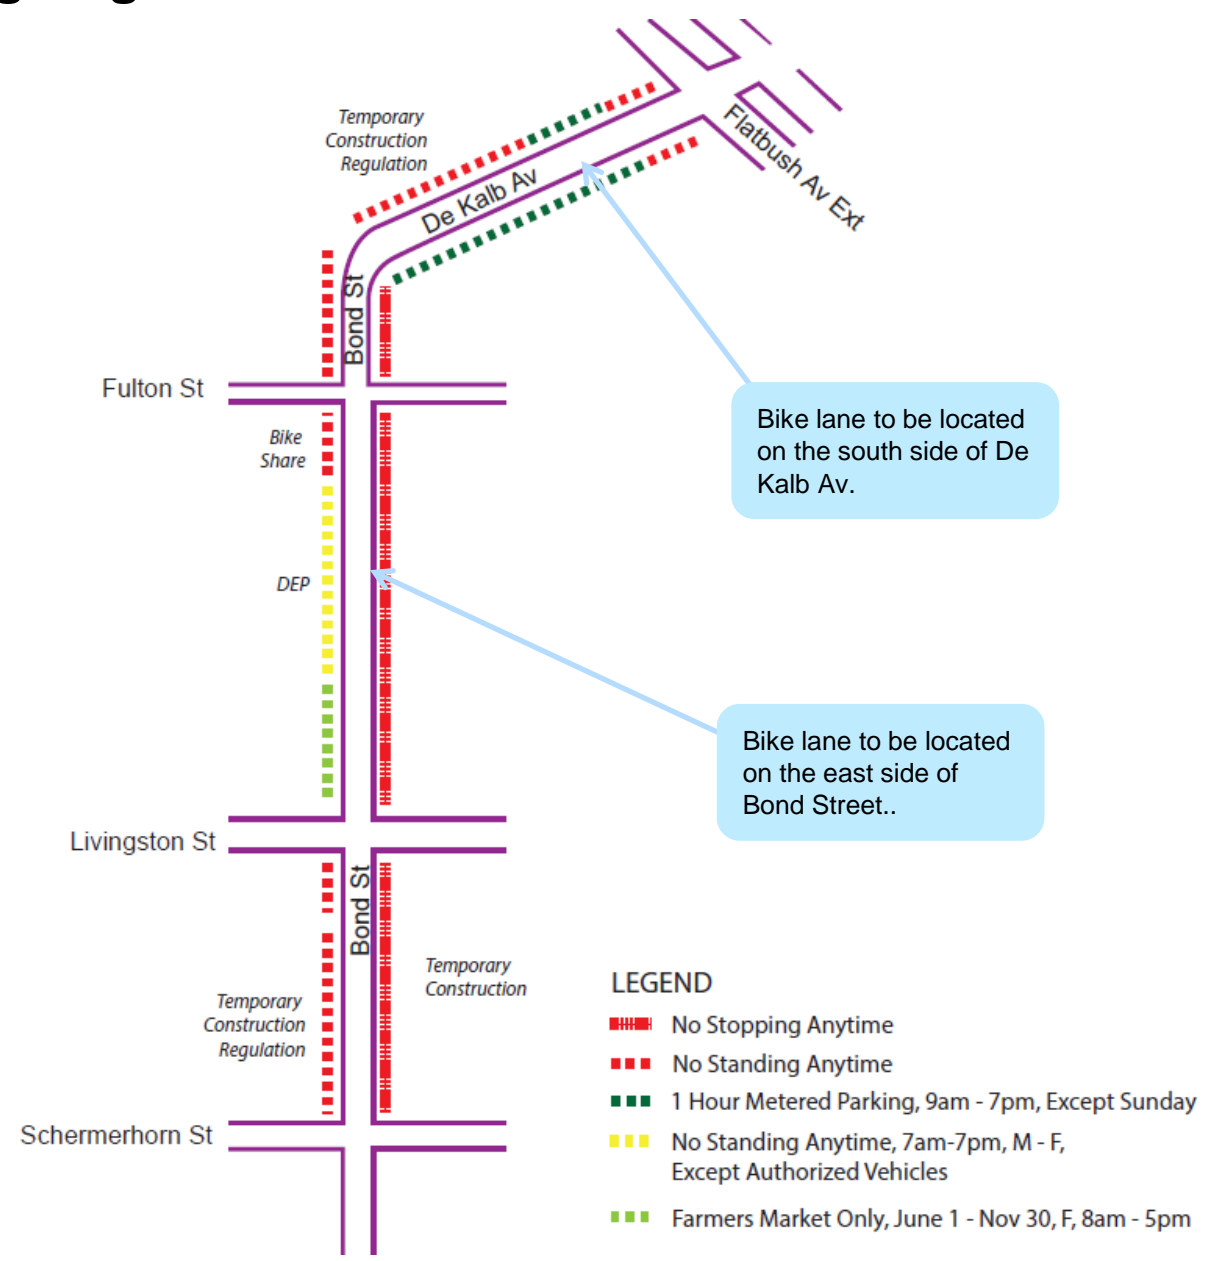 Temporary
Construction
Regulation
De Kalb Av
Flatbush Av Ext
Bond St
Fulton St
Bike lane to be located
on the south side of De
Kalb Av.
Bike
Share
DEP
Bike lane to be located
on the east side of
Bond Street..
Livingston St
Bond St
Temporary
Construction
Temporary
Construction
Regulation
Schermerhorn St
LEGEND
No Stopping Anytime
No Standing Anytime
1 Hour Metered Parking, 9am - 7pm, Except Sunday
No Standing Anytime, 7am-7pm, M - F,
Except Authorized Vehicles
Farmers Market Only, June 1 - Nov 30, F, 8am - 5pm